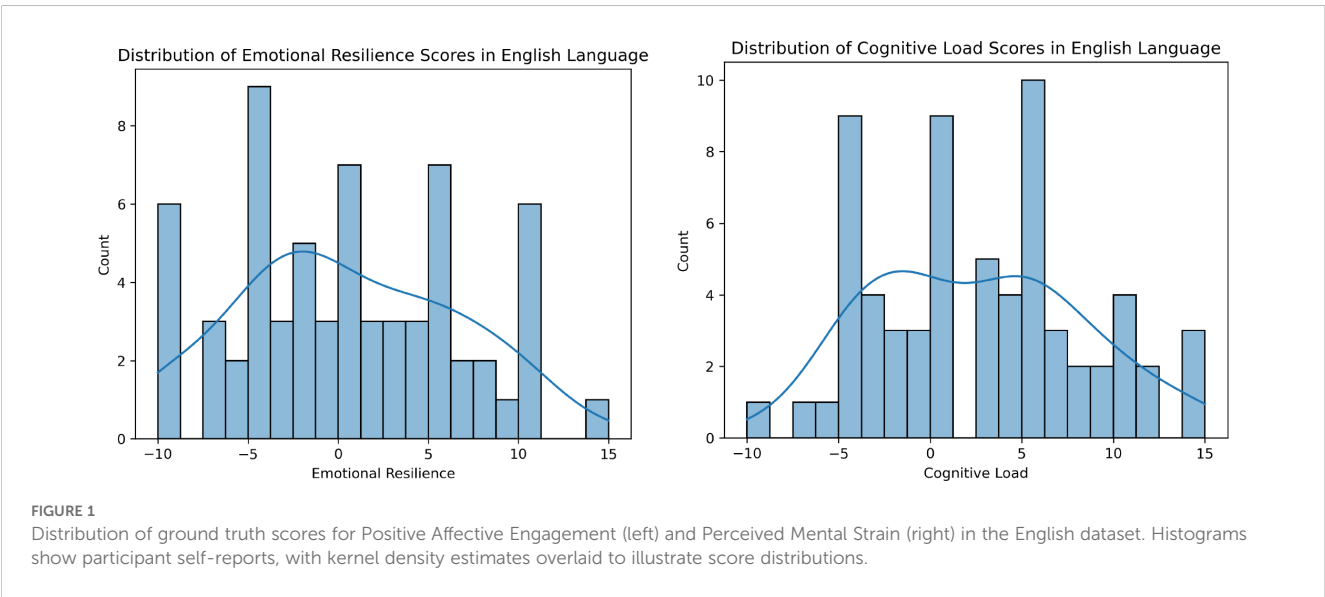 Distribution of Emotional Resilience Scores in English Language
8
6
4
2
0
Count
−10
−5
0
5
10
15
Emotional Resilience
Distribution of Cognitive Load Scores in English Language
10
8
6
4
2
0
Count
−10
−5
0
5
10
15
Cognitive Load
FIGURE 1
Distribution of ground truth scores for Positive Affective Engagement (left) and Perceived Mental Strain (right) in the English dataset. Histograms
show participant self-reports, with kernel density estimates overlaid to illustrate score distributions.